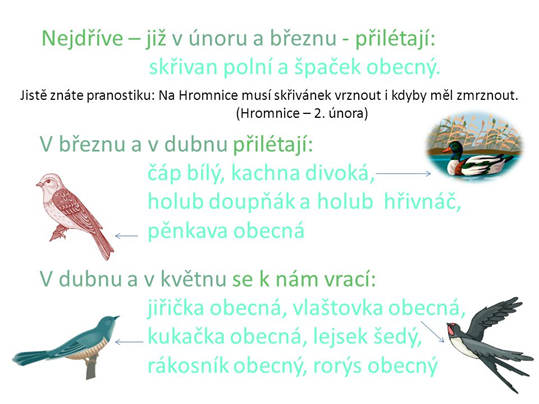 Nejdříve – již v únoru a březnu - přilétají:
skřivan polní a špaček obecný.
Jistě znáte pranostiku: Na Hromnice musí skřivánek vrznout i kdyby měl zmrznout.
(Hromnice – 2. února)
V březnu a v dubnu přilétají:
čáp bílý, kachna divoká,
holub doupňák a holub hřivnáč,
pěnkava obecná
V dubnu a v květnu se k nám vrací:
jiřička obecná, vlaštovka obecná,
kukačka obecná, lejsek šedý,
rákosník obecný, rorýs obecný